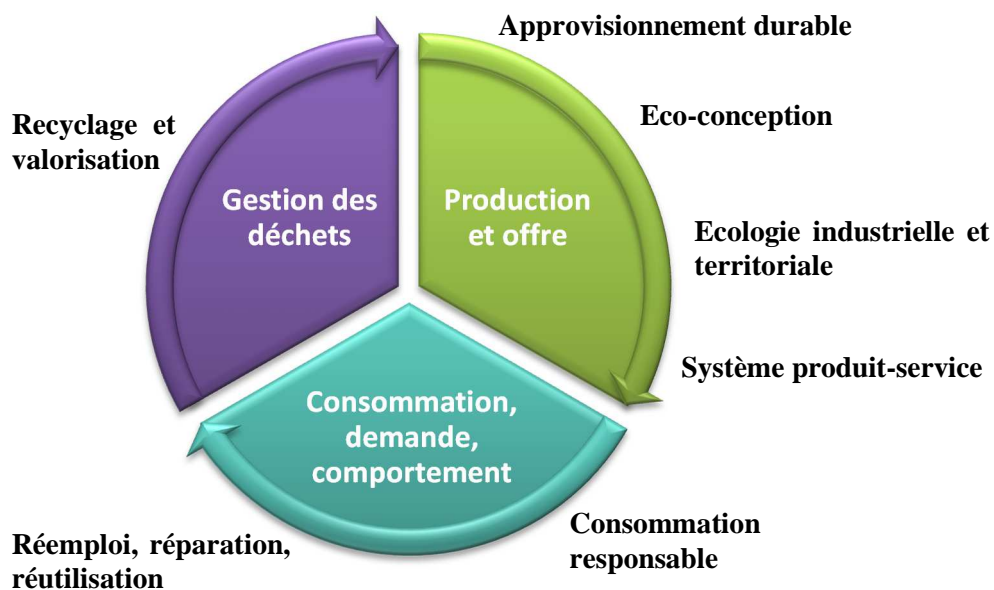 Approvisionnement durable
Eco-conception
Recyclage et
valorisation
Gestion des
déchets
Production
et offre
Ecologie industrielle et
territoriale
Système produit-service
Consommation,
demande,
comportement
Consommation
responsable
Réemploi, réparation,
réutilisation